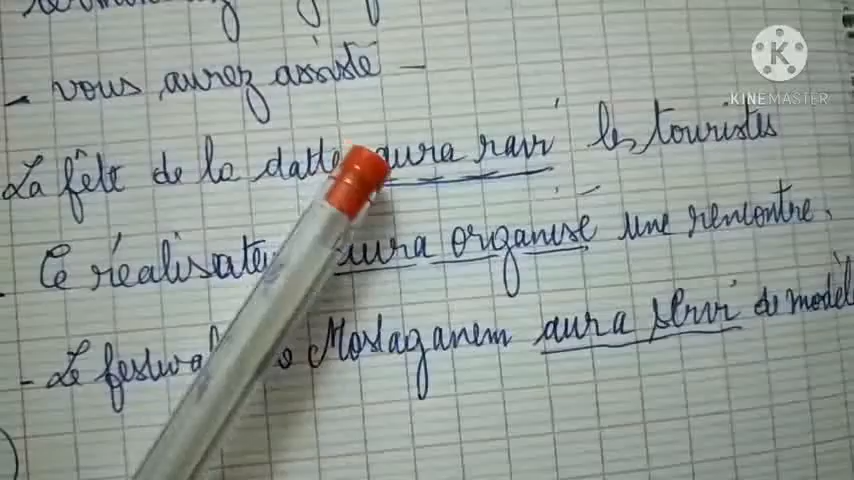 - vous aurez assisté -
La fête de la datte aura ravi les touristes
Ce réalisateur aura organisé une rencontre.
- Le festival Mostaganem aura servi de modèl
K
KINEMASTER